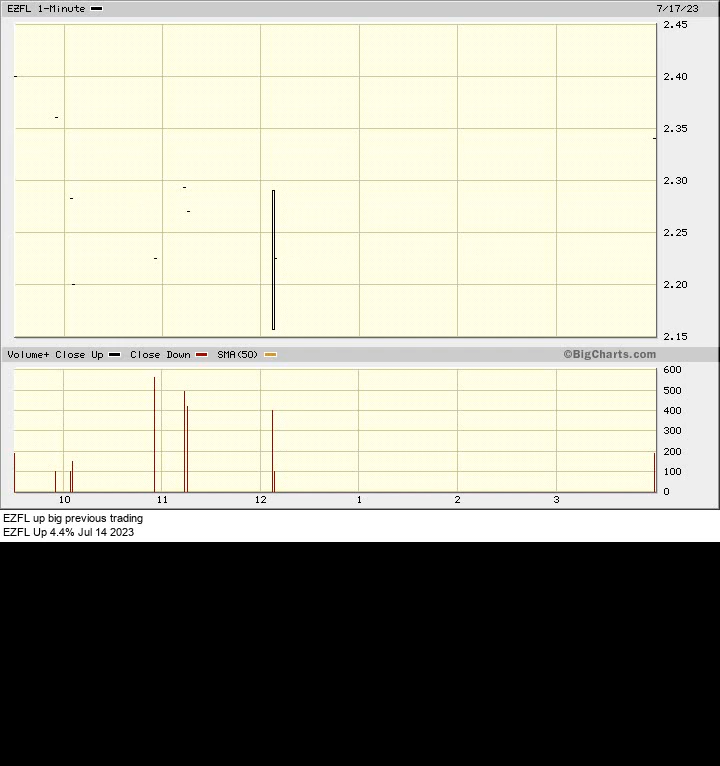 EZFL 1-Minute 7/17/23
2.45
2.40
2.35
2.30
2.25
2.20
2.15
Volume+ Close Up Close Down SMA(50) ©BigCharts.com
600
500
400
300
200
100
0
10 11 12 1 2 3
EZFL up big previous trading
EZFL Up 4.4% Jul 14 2023